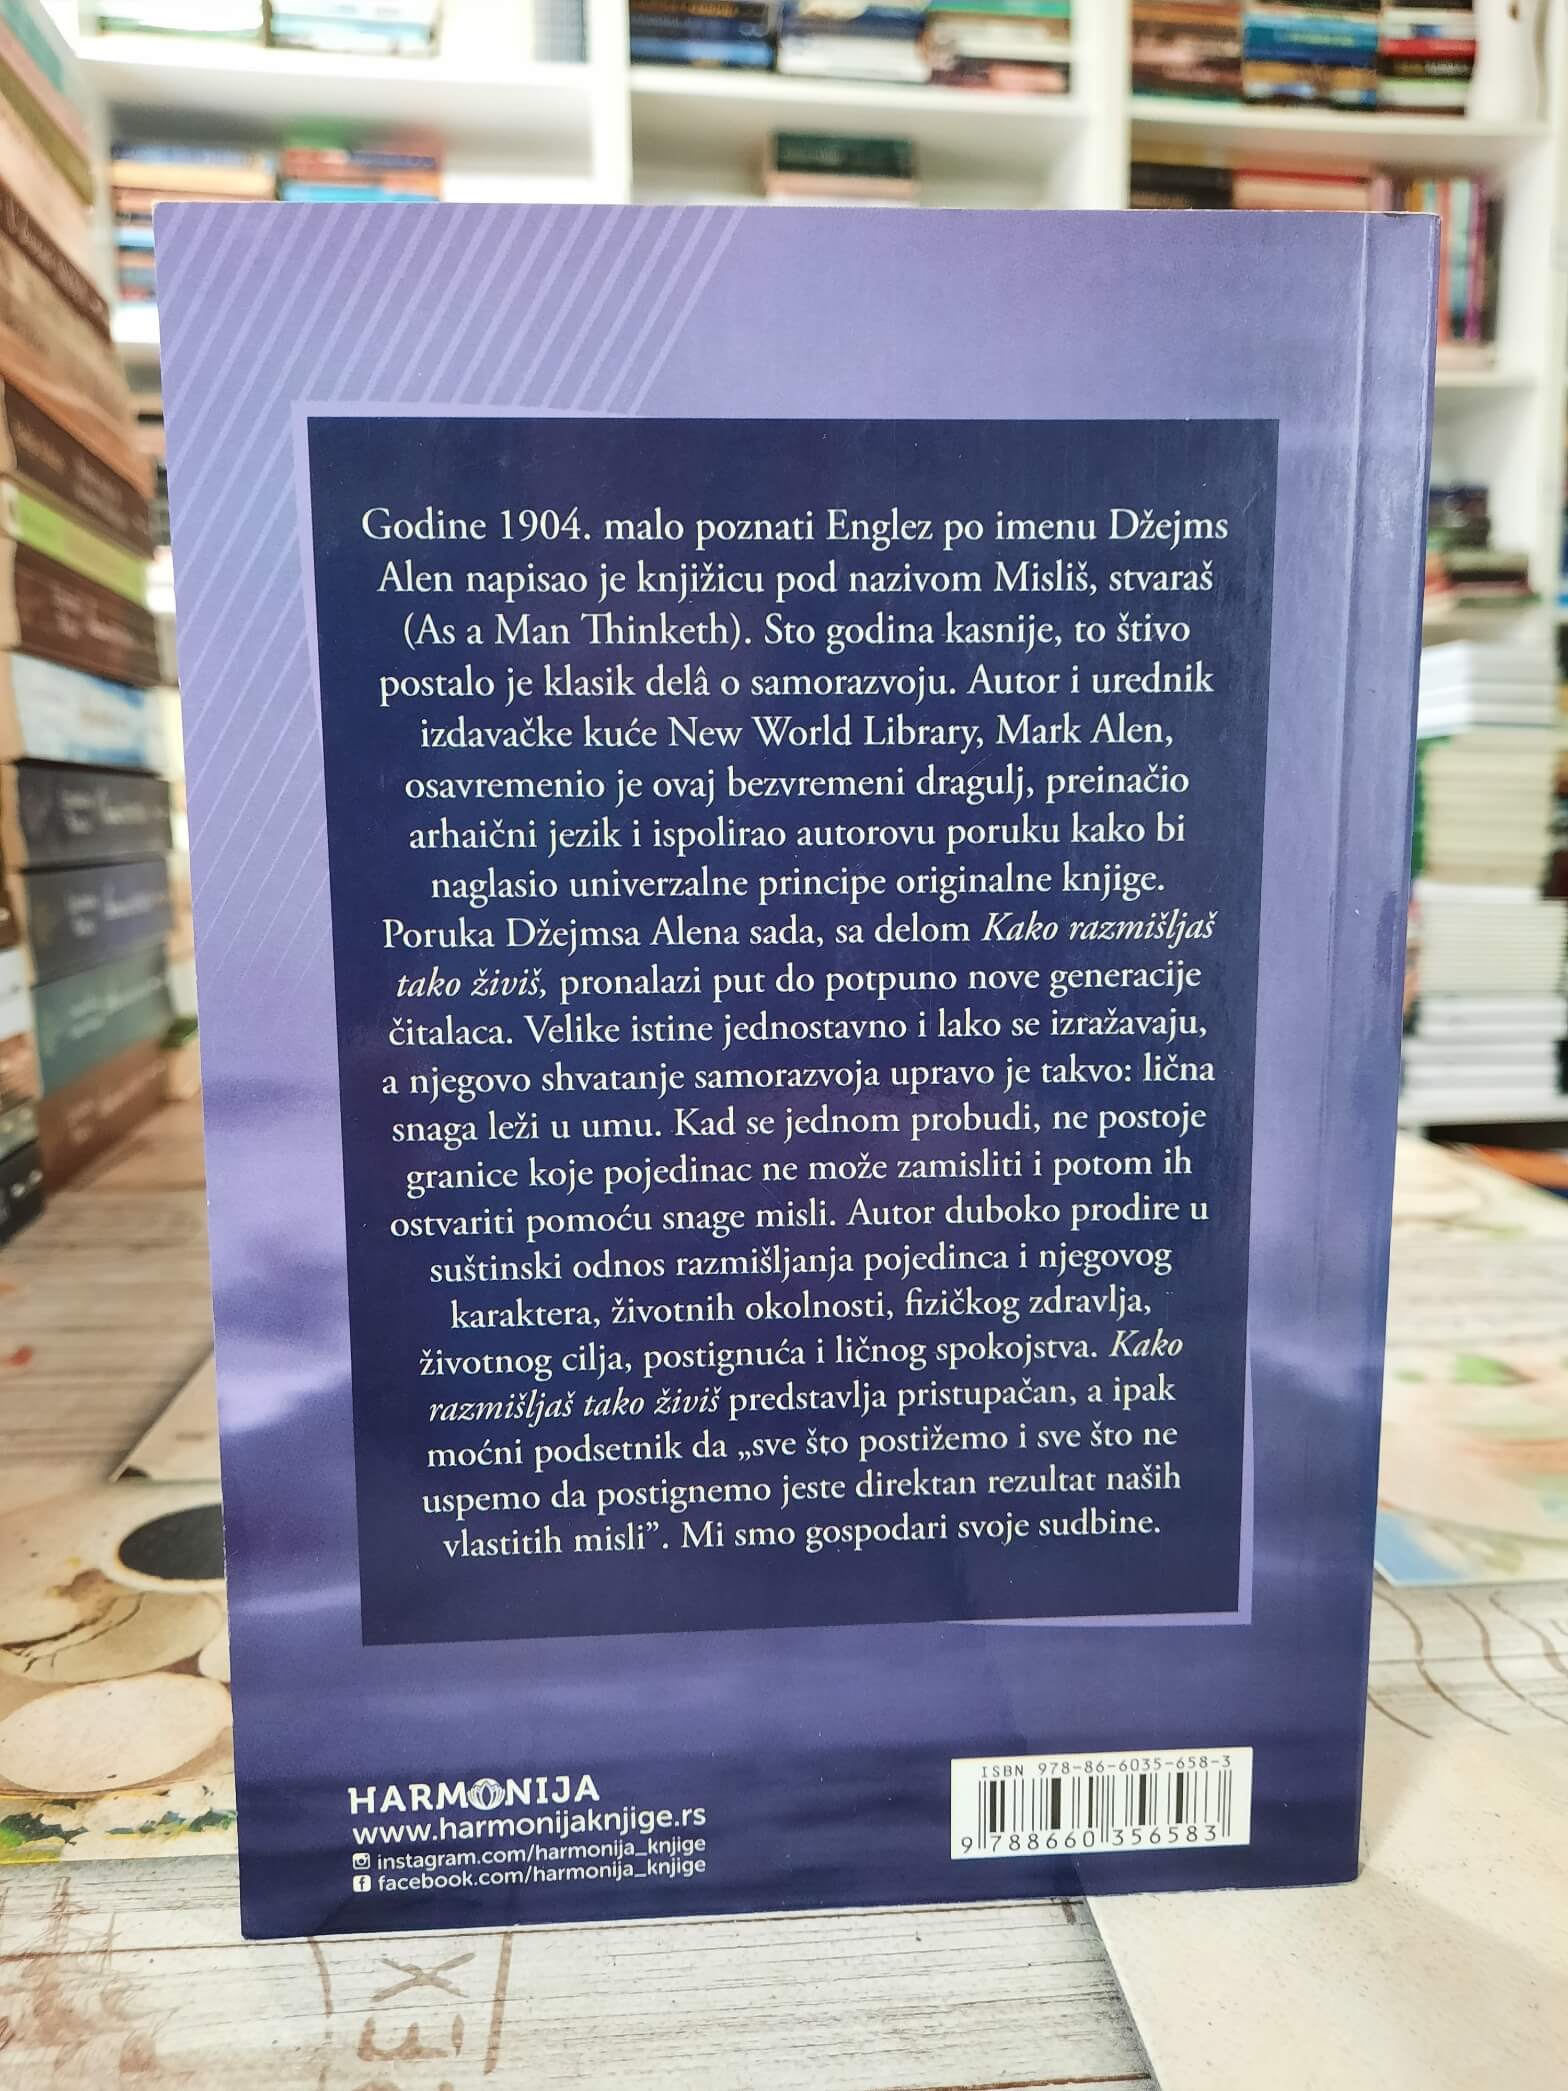 Godine 1904. malo poznati Englez po imenu Džejms
Alen napisao je knjižicu pod nazivom Misliš, stvaraš
(As a Man Thinketh). Sto godina kasnije, to štivo
postalo je klasik delâ o samorazvoju. Autor i urednik
izdavačke kuće New World Library, Mark Alen,
osavremenio je ovaj bezvremeni dragulj, preinačio
arhaični jezik i ispolirao autorovu poruku kako bi
naglasio univerzalne principe originalne knjige.
Poruka Džejmsa Alena sada, sa delom Kako razmišljaš
tako živiš, pronalazi put do potpuno nove generacije
čitalaca. Velike istine jednostavno i lako se izražavaju,
a njegovo shvatanje samorazvoja upravo je takvo: lična
snaga leži u umu. Kad se jednom probudi, ne postoje
granice koje pojedinac ne može zamisliti i potom ih
ostvariti pomoću snage misli. Autor duboko prodire u
suštinski odnos razmišljanja pojedinca i njegovog
karaktera, životnih okolnosti, fizičkog zdravlja,
životnog cilja, postignuća i ličnog spokojstva. Kako
razmišljaš tako živiš predstavlja pristupačan, a ipak
moćni podsetnik da „sve što postižemo i sve što ne
uspemo da postignemo jeste direktan rezultat naših
vlastitih misli”. Mi smo gospodari svoje sudbine.
HARMONIJA
www.harmonijaknjige.rs
instagram.com/harmonija_knjige
facebook.com/harmonija_knjige
ISBN 978-86-6035-658-3
9 788660 356583